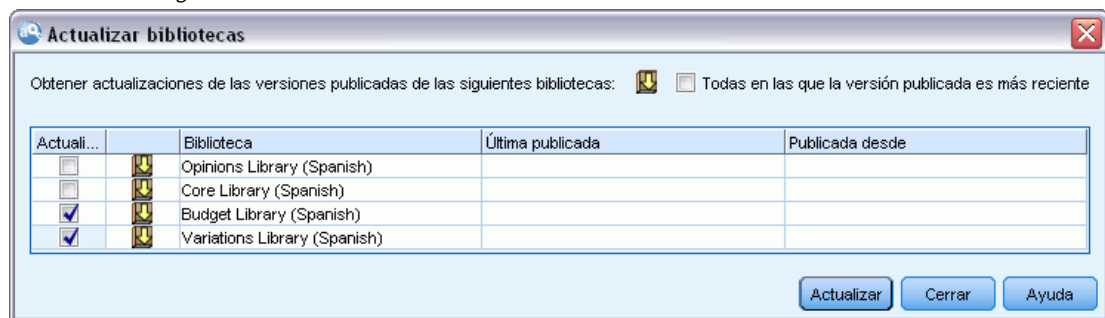 Actualizar bibliotecas
Obtener actualizaciones de las versiones publicadas de las siguientes bibliotecas: Todas en las que la versión publicada es más reciente
Actuali... Biblioteca Última publicada Publicada desde
Opinions Library (Spanish)
Core Library (Spanish)
Budget Library (Spanish)
Variations Library (Spanish)
Actualizar Cerrar Ayuda